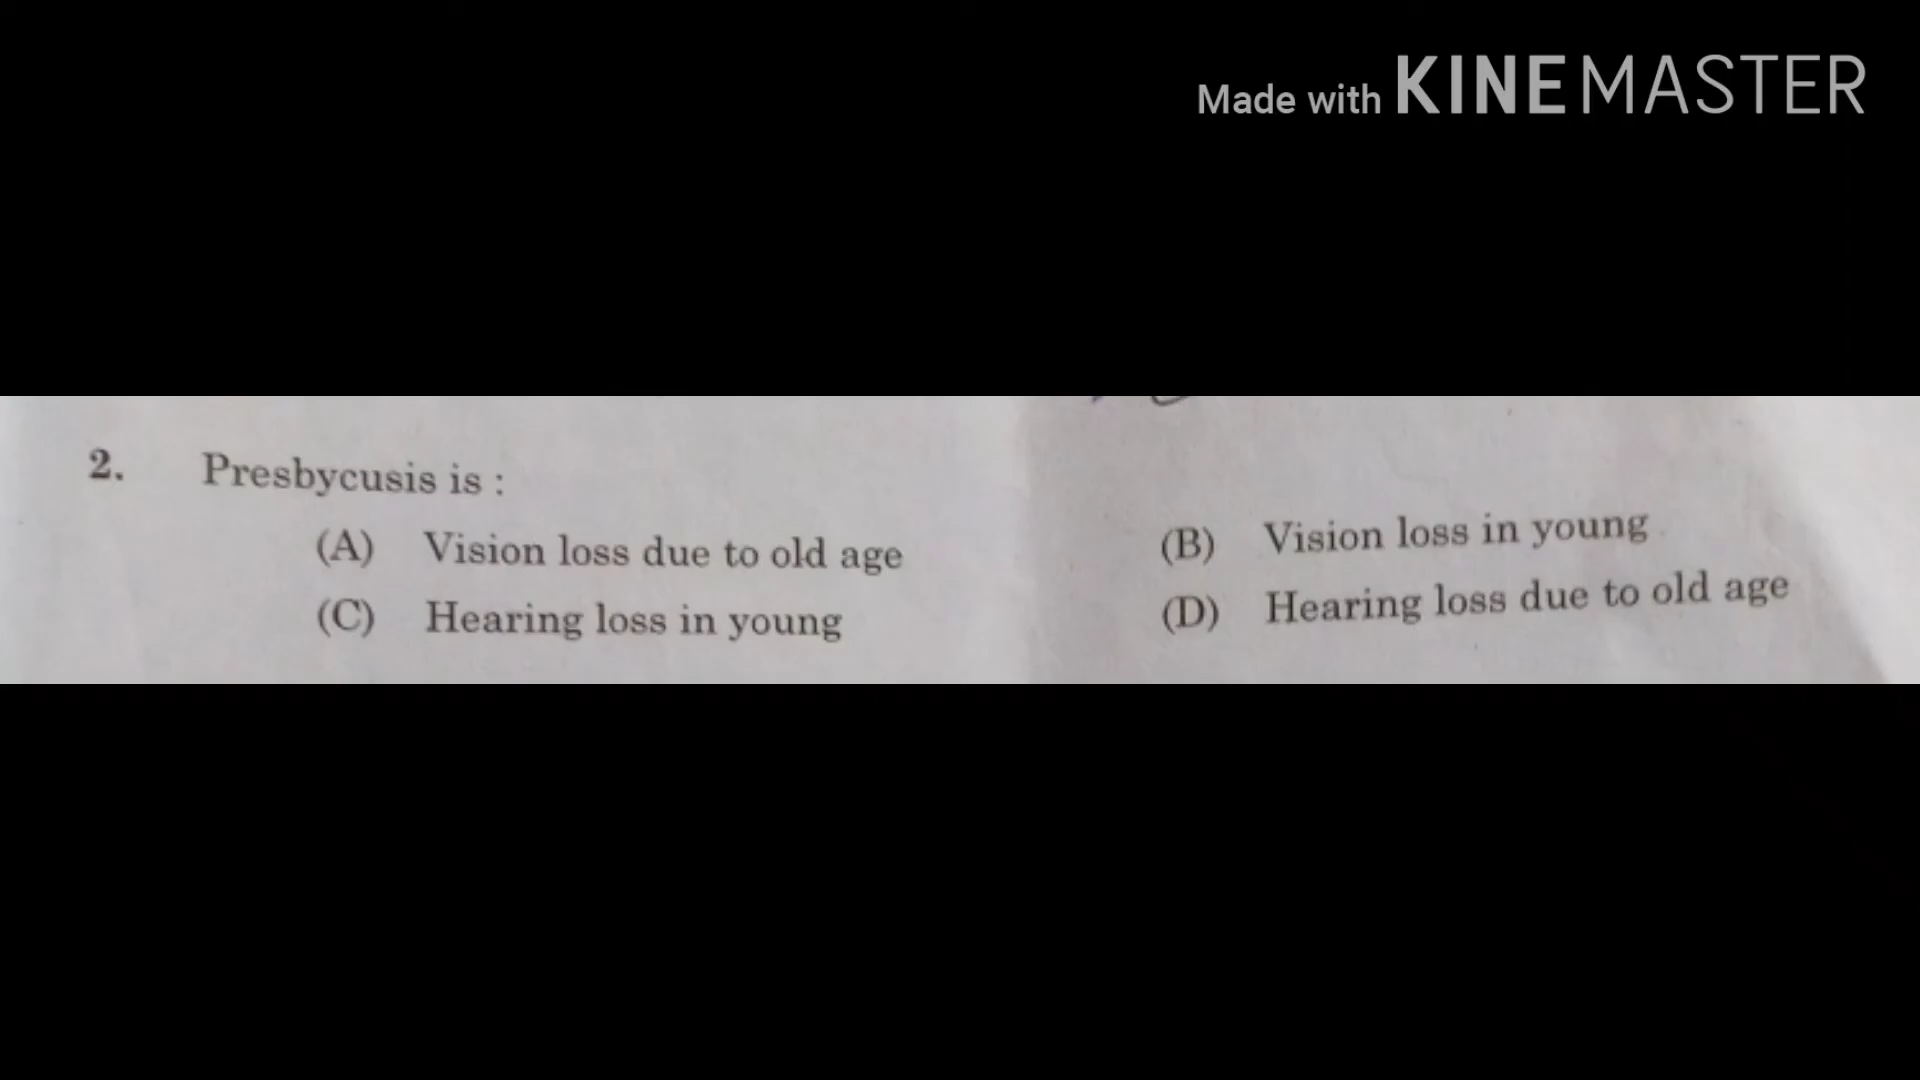 Made with KINEMASTER
2. Presbycusis is :
(A) Vision loss due to old age (B) Vision loss in young
(C) Hearing loss in young (D) Hearing loss due to old age